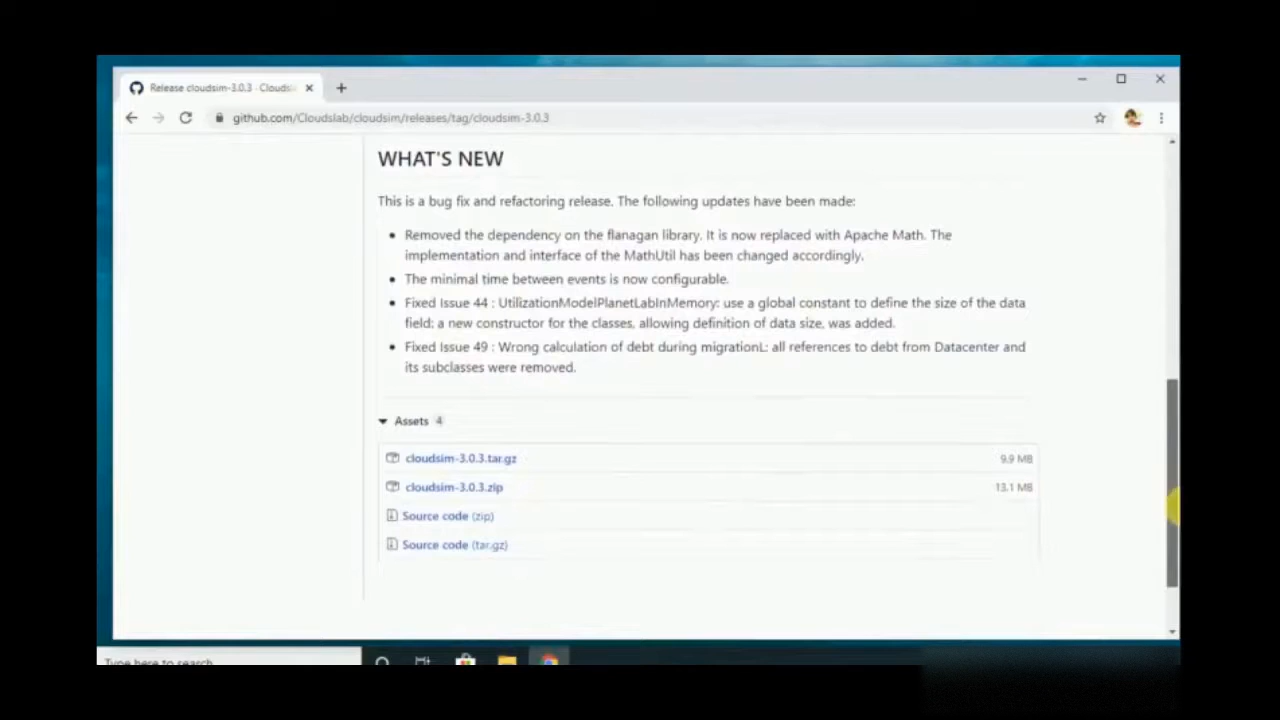 Release cloudsim-3.0.3 · Cloudsl
github.com/Cloudslab/cloudsim/releases/tag/cloudsim-3.0.3
WHAT'S NEW
This is a bug fix and refactoring release. The following updates have been made:
• Removed the dependency on the flanagan library. It is now replaced with Apache Math. The
implementation and interface of the MathUtil has been changed accordingly.
• The minimal time between events is now configurable.
• Fixed Issue 44 : UtilizationModelPlanetLabInMemory: use a global constant to define the size of the data
field; a new constructor for the classes, allowing definition of data size, was added.
• Fixed Issue 49 : Wrong calculation of debt during migrationL: all references to debt from Datacenter and
its subclasses were removed.
Assets 4
cloudsim-3.0.3.tar.gz 9.9 MB
cloudsim-3.0.3.zip 13.1 MB
Source code (zip)
Source code (tar.gz)
Type here to search